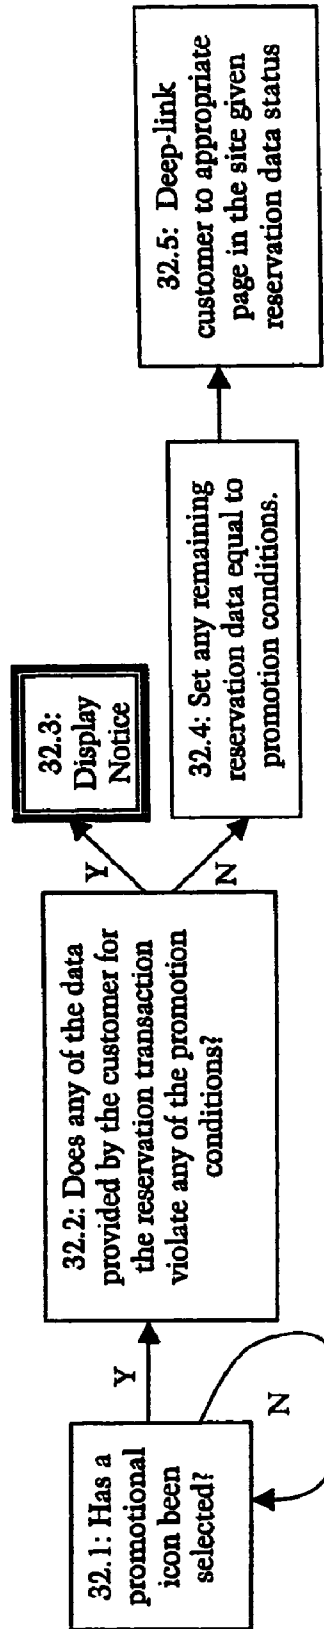 32.1: Has a
promotional
icon been
selected?
Y
N
32.2: Does any of the data
provided by the customer for
the reservation transaction
violate any of the promotion
conditions?
Y
N
32.3:
Display
Notice
32.4: Set any remaining
reservation data equal to
promotion conditions.
32.5: Deep-link
customer to appropriate
page in the site given
reservation data status